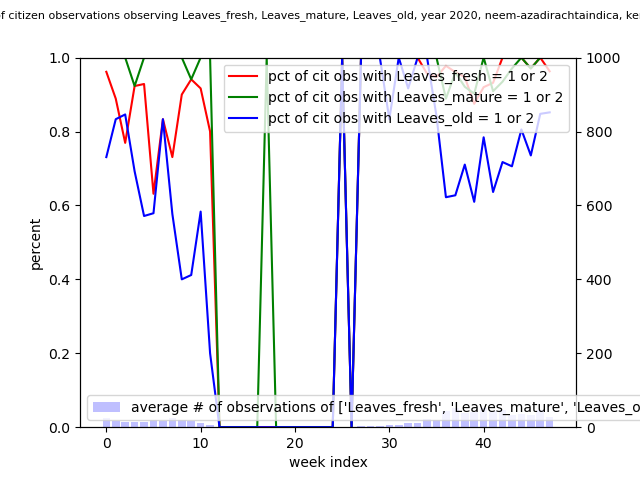 of citizen observations observing Leaves_fresh, Leaves_mature, Leaves_old, year 2020, neem-azadirachtaindica, ke
pct of cit obs with Leaves_fresh = 1 or 2
pct of cit obs with Leaves_mature = 1 or 2
pct of cit obs with Leaves_old = 1 or 2
1.0
0.8
0.6
0.4
0.2
0.0
percent
1000
800
600
400
200
0
average # of observations of ['Leaves_fresh', 'Leaves_mature', 'Leaves_o
0 10 20 30 40
week index